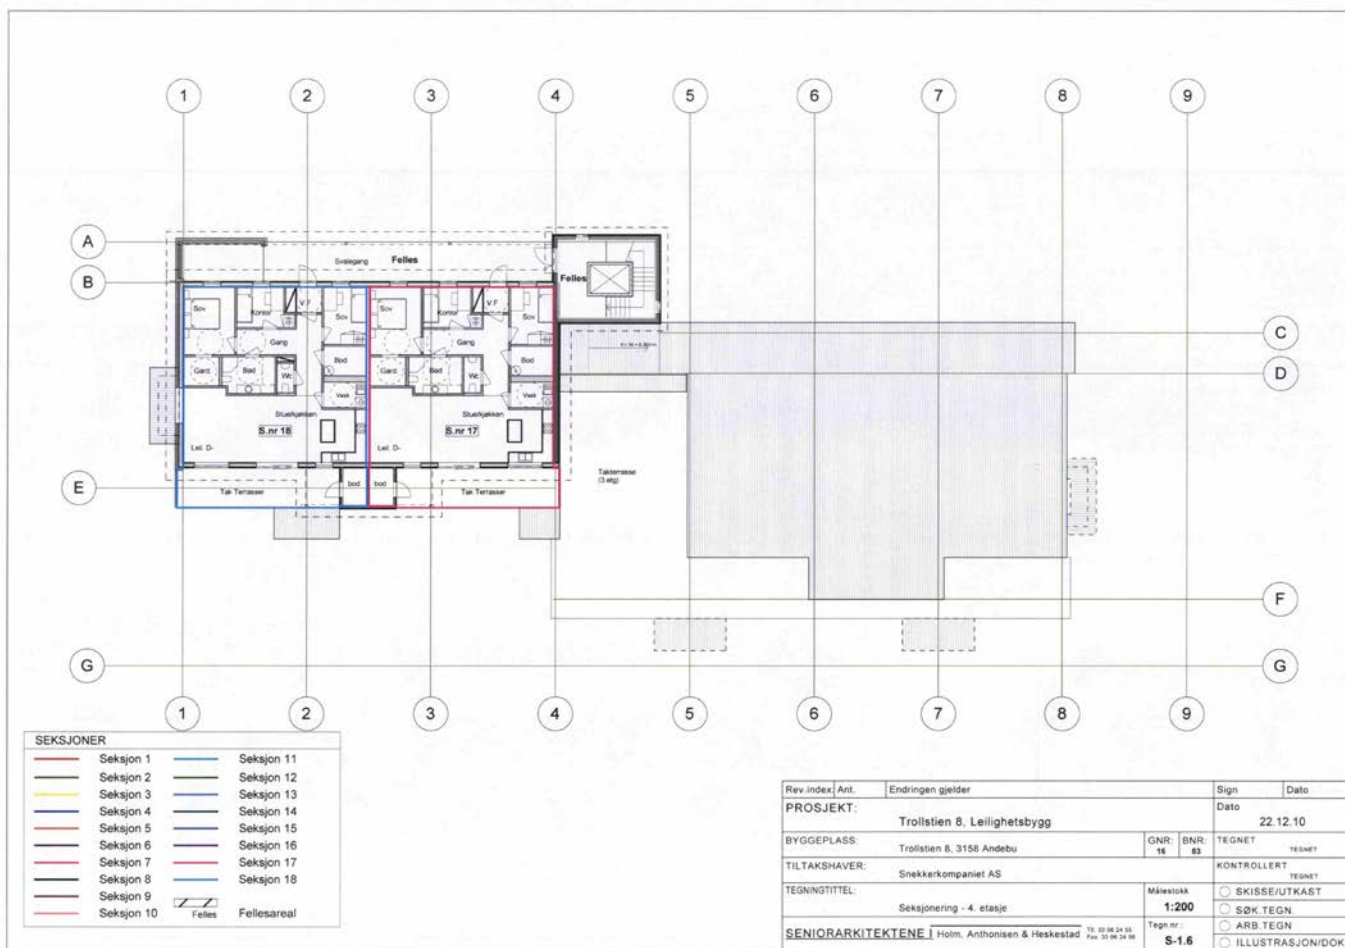 1 2 3 4 5 6 7 8 9
A
B
Svalegang Felles
Felles
Sov Kontor V.F Sov Sov Kontor V.F Sov
C
Gang Gang
D
Gard. Bad Wc Bod Gard. Bad Wc Bod
Vask Vask
Stue/kjøkken Stue/kjøkken
S.nr 18 S.nr 17
Leil. D- Leil. D-
E
Tak Terrasser bod bod Tak Terrasser
Takterrasse
(3.etg)
F
G G
1 2 3 4 5 6 7 8 9
SEKSJONER
Seksjon 1 Seksjon 11
Seksjon 2 Seksjon 12
Seksjon 3 Seksjon 13
Seksjon 4 Seksjon 14
Seksjon 5 Seksjon 15
Seksjon 6 Seksjon 16
Seksjon 7 Seksjon 17
Seksjon 8 Seksjon 18
Seksjon 9
Seksjon 10 Felles Fellesareal
Rev.index: Ant. Endringen gjelder Sign Dato
PROSJEKT: Dato
Trollstien 8, Leilighetsbygg 22.12.10
BYGGEPLASS: GNR: BNR: TEGNET
Trollstien 8, 3158 Andebu 16 83 TEGNET
TILTAKSHAVER: KONTROLLERT
Snekkerkompaniet AS TEGNET
TEGNINGTITTEL: Målestokk SKISSE/UTKAST
Seksjonering - 4. etasje 1:200 SØK.TEGN.
SENIORARKITEKTENE Holm, Anthonisen & Heskestad Tegn.nr.: ARB.TEGN
S-1.6 ILLUSTRASJON/DOK